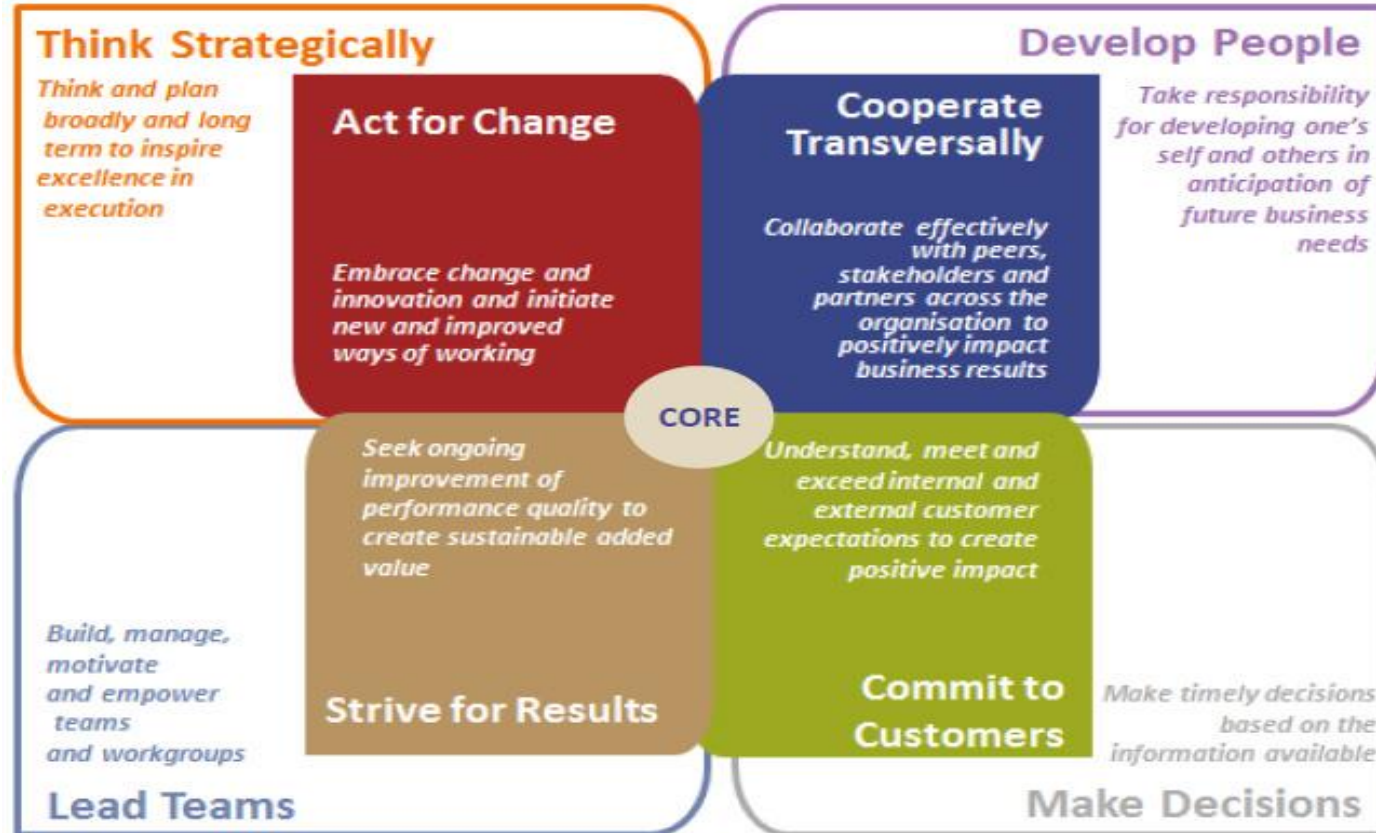 Think Strategically
Think and plan
broadly and long
term to inspire
excellence in
execution
Act for Change
Embrace change and
innovation and initiate
new and improved
ways of working
Cooperate
Transversally
Collaborate effectively
with peers,
stakeholders and
partners across the
organisation to
positively impact
business results
Develop People
Take responsibility
for developing one's
self and others in
anticipation of
future business
needs
CORE
Seek ongoing
improvement of
performance quality to
create sustainable added
value
Strive for Results
Understand, meet and
exceed internal and
external customer
expectations to create
positive impact
Commit to
Customers
Build, manage,
motivate
and empower
teams
and workgroups
Lead Teams
Make timely decisions
based on the
information available
Make Decisions